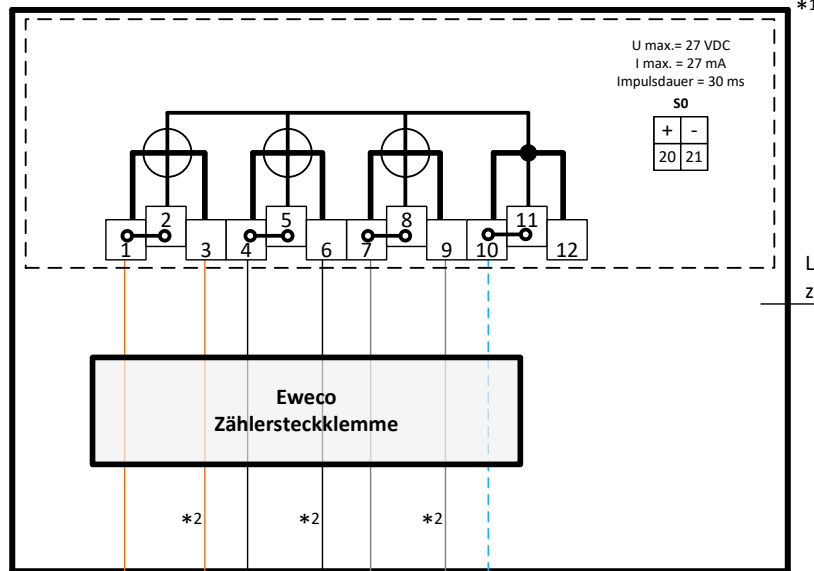 *1
U max.= 27 VDC
I max. = 27 mA
Impulsdauer = 30 ms
S0
+ -
20 21
2 5 8 11
1 3 4 6 7 9 10 12
L
z
Eweco
Zählersteckklemme
*2 *2 *2